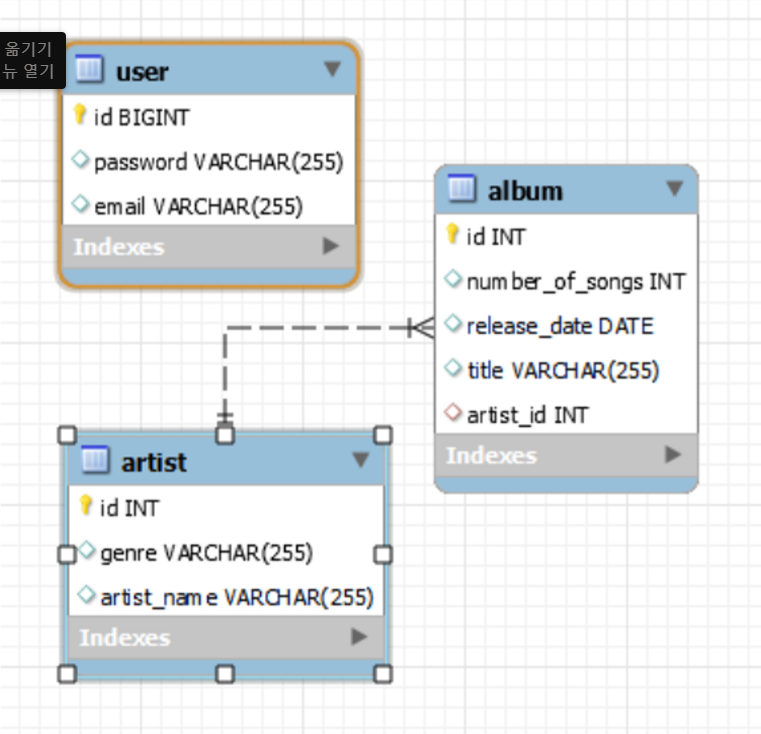 옮기기
뉴 열기
user
id BIGINT
password VARCHAR(255)
email VARCHAR(255)
Indexes
album
id INT
number_of_songs INT
release_date DATE
title VARCHAR(255)
artist_id INT
Indexes
artist
id INT
genre VARCHAR(255)
artist_name VARCHAR(255)
Indexes